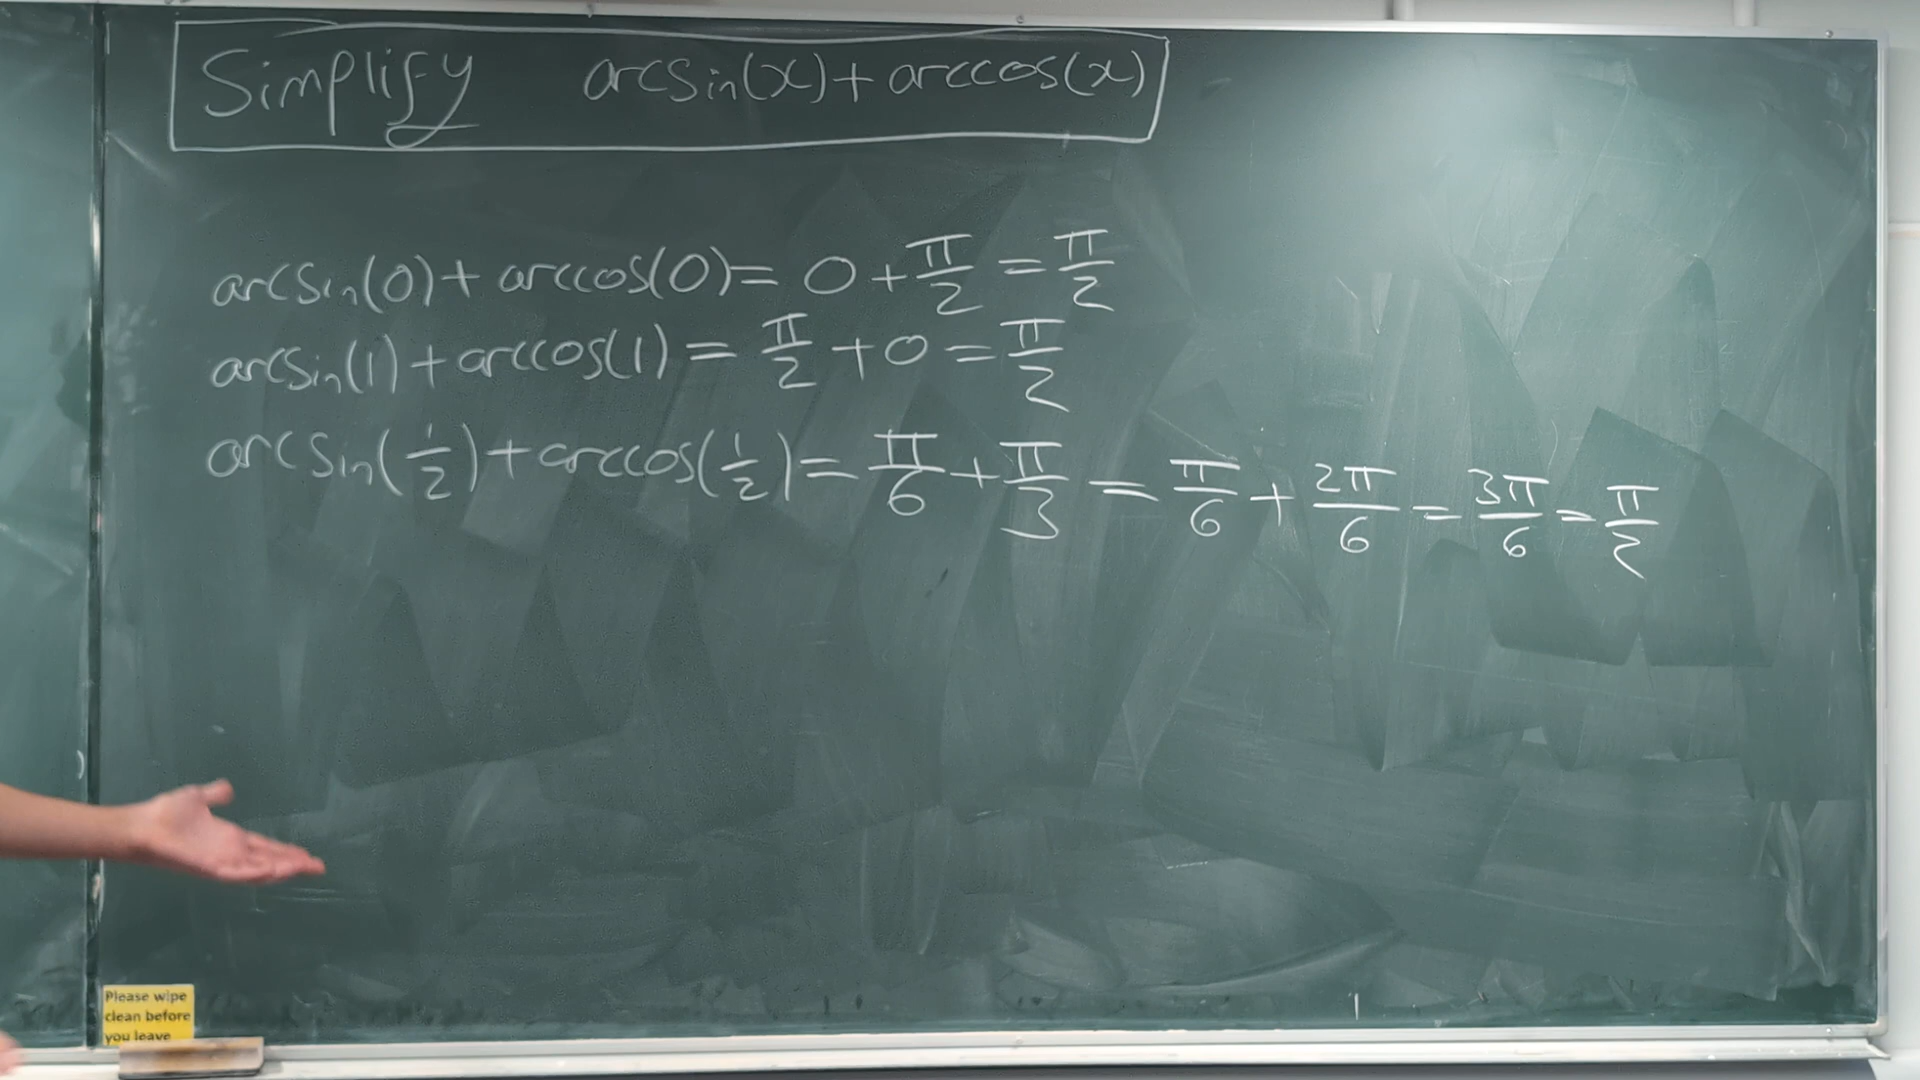 Simplify arcsin(x)+arccos(x)
arcsin(0)+arccos(0)= 0+π/2=π/2
arcsin(1)+arccos(1)=π/2+0=π/2
arcsin(1/2)+arccos(1/2)=π/6+π/3=π/6+2π/6=3π/6=π/2
Please wipe
clean before
you leave